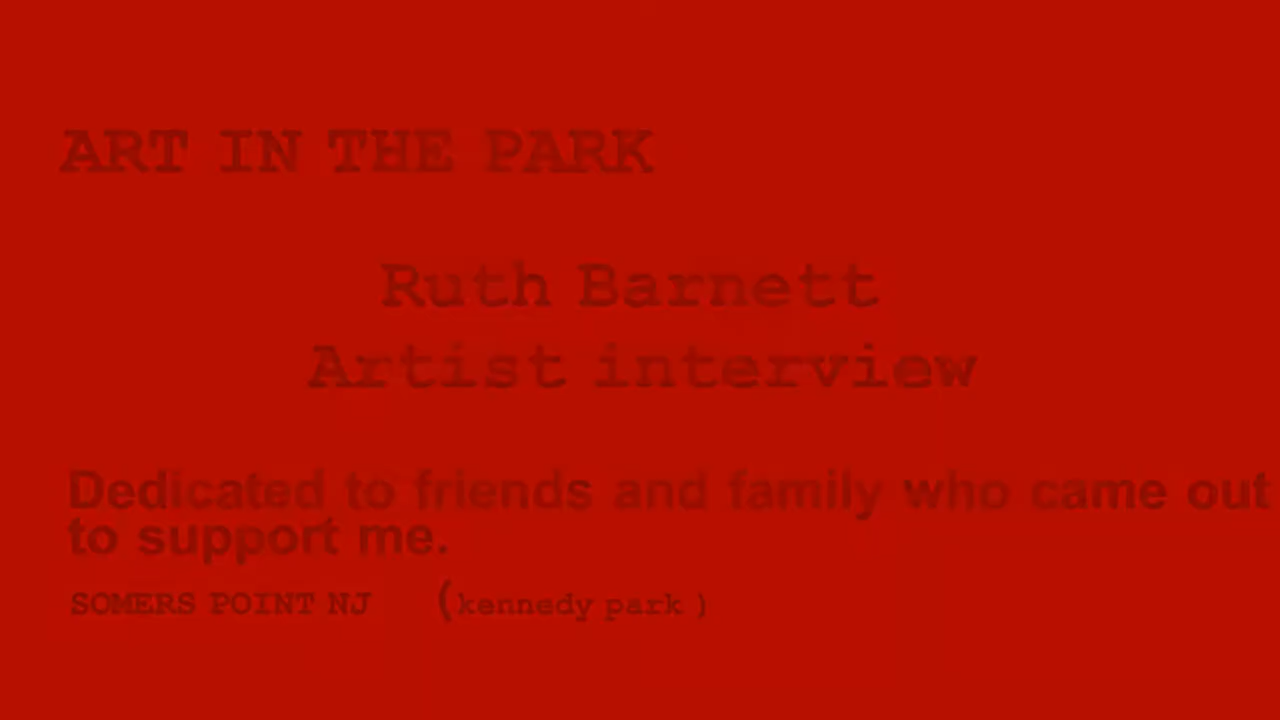 ART IN THE PARK
Ruth Barnett
Artist interview
Dedicated to friends and family who came out
to support me.
SOMERS POINT NJ (kennedy park )